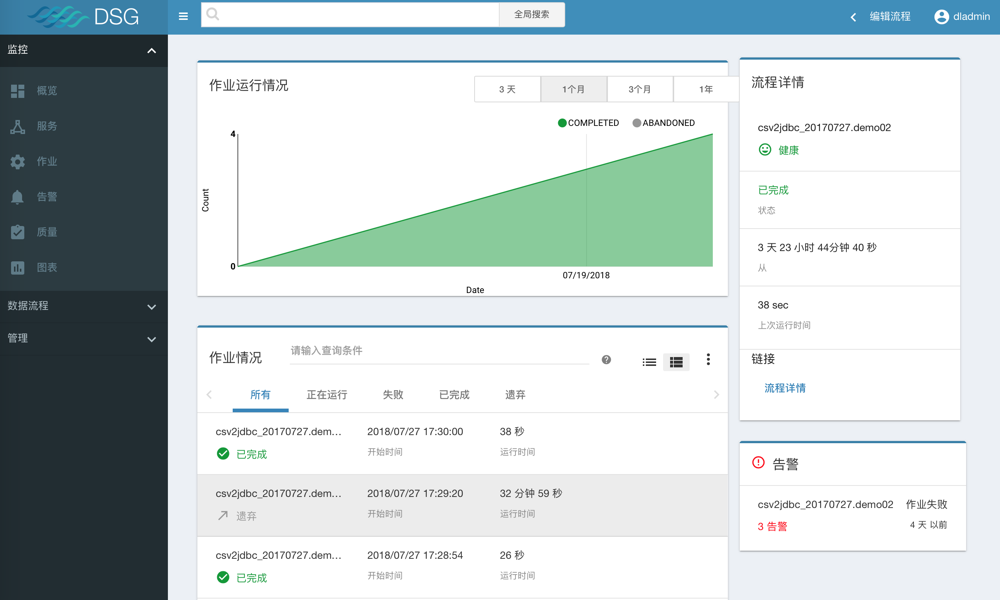 DSG
全局搜索
编辑流程
dladmin
监控
概览
服务
作业
告警
质量
图表
数据流程
管理
作业运行情况
3 天
1个月
3个月
1年
COMPLETED
ABANDONED
4
Count
0
07/19/2018
Date
作业情况
请输入查询条件
所有
正在运行
失败
已完成
遗弃
csv2jdbc_20170727.dem...
2018/07/27 17:30:00
38 秒
已完成
开始时间
运行时间
csv2jdbc_20170727.dem...
2018/07/27 17:29:20
32 分钟 59 秒
遗弃
开始时间
运行时间
csv2jdbc_20170727.dem...
2018/07/27 17:28:54
26 秒
已完成
开始时间
运行时间
流程详情
csv2jdbc_20170727.demo02
健康
已完成
状态
3 天 23 小时 44分钟 40 秒
从
38 sec
上次运行时间
链接
流程详情
告警
csv2jdbc_20170727.demo02
作业失败
3 告警
4 天 以前